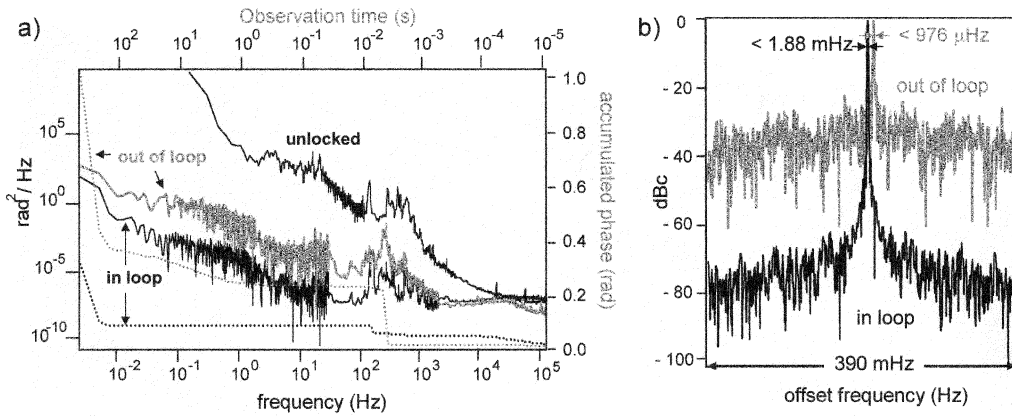 a)
Observation time (s)
10² 10¹ 10⁰ 10⁻¹ 10⁻² 10⁻³ 10⁻⁴ 10⁻⁵
10⁵
10⁰
10⁻⁵
10⁻¹⁰
rad²/ Hz
unlocked
out of loop
in loop
1.0
0.8
0.6
0.4
0.2
0.0
accumulated phase (rad)
10⁻² 10⁻¹ 10⁰ 10¹ 10² 10³ 10⁴ 10⁵
frequency (Hz)
b)
0
- 20
- 40
- 60
- 80
- 100
dBc
< 1.88 mHz
< 976 μHz
out of loop
in loop
390 mHz
offset frequency (Hz)